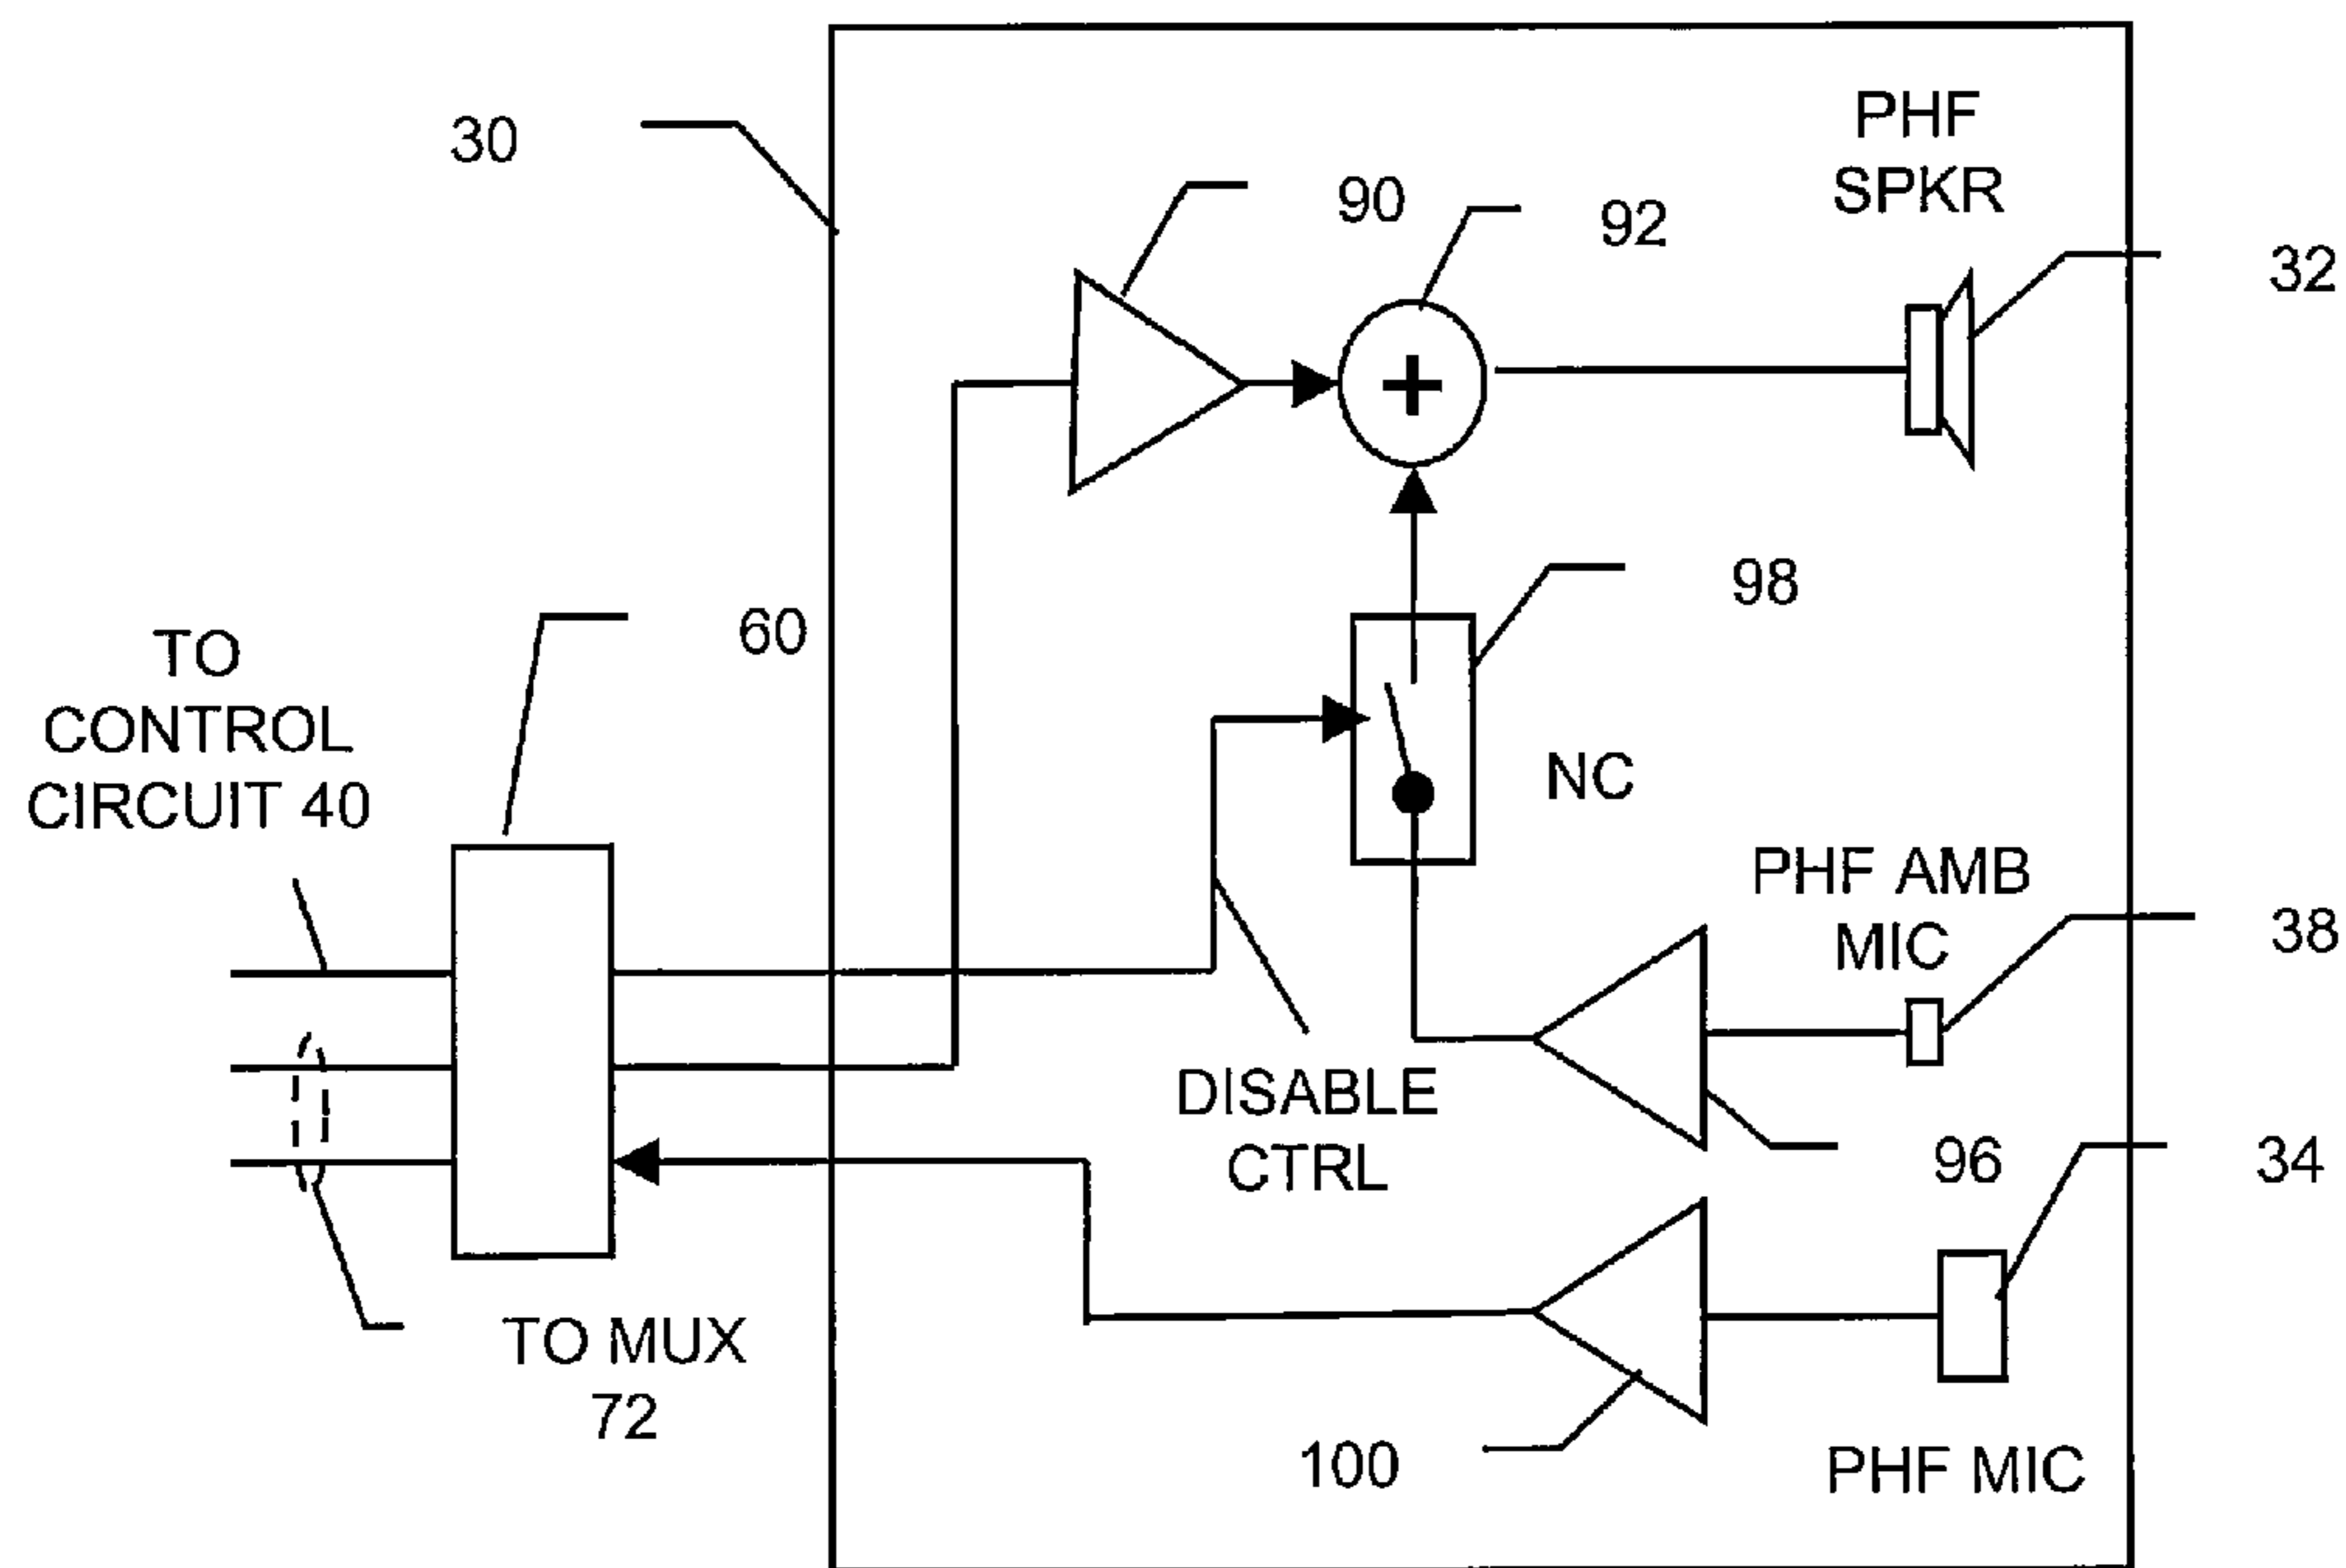 PHF
SPKR
30
90
92
32
98
60
TO
CONTROL
CIRCUIT 40
NC
PHF AMB
MIC
38
DISABLE
CTRL
96
34
TO MUX
72
100
PHF MIC